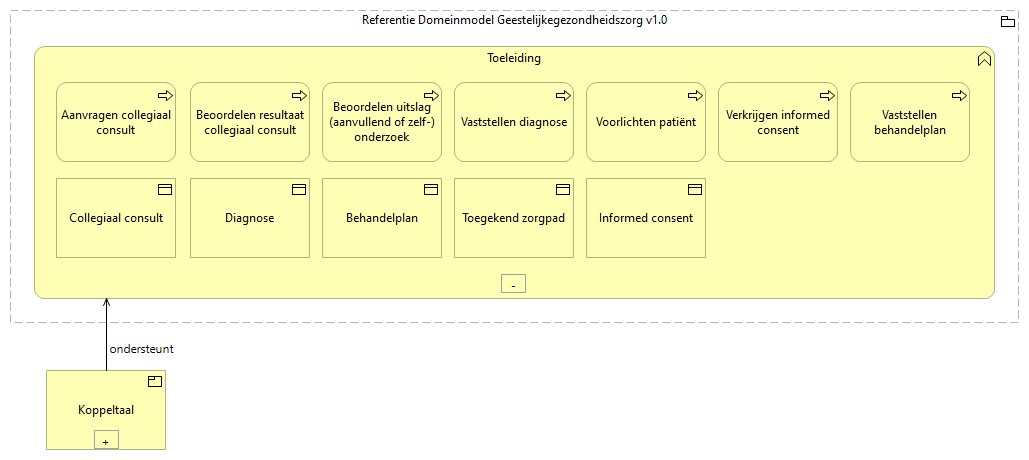 Referentie Domeinmodel Geestelijkegezondheidszorg v1.0
Toeleiding
Aanvragen collegiaal
consult
Beoordelen resultaat
collegiaal consult
Beoordelen uitslag
(aanvullend of zelf-)
onderzoek
Vaststellen diagnose
Voorlichten patiënt
Verkrijgen informed
consent
Vaststellen
behandelplan
Collegiaal consult
Diagnose
Behandelplan
Toegekend zorgpad
Informed consent
-
ondersteunt
Koppeltaal
+